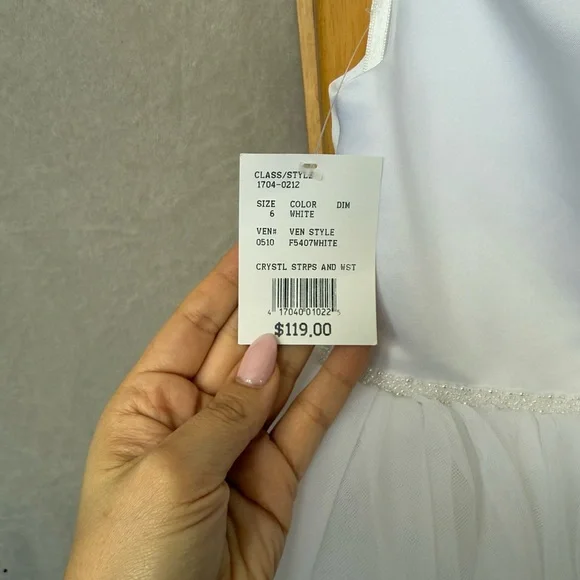 CLASS/STYLE
1704-0212
SIZE COLOR DIM
6 WHITE
VEN# VEN STYLE
0510 F5407WHITE
CRYSTL STRPS AND WST
4 17040 01022 5
$119.00